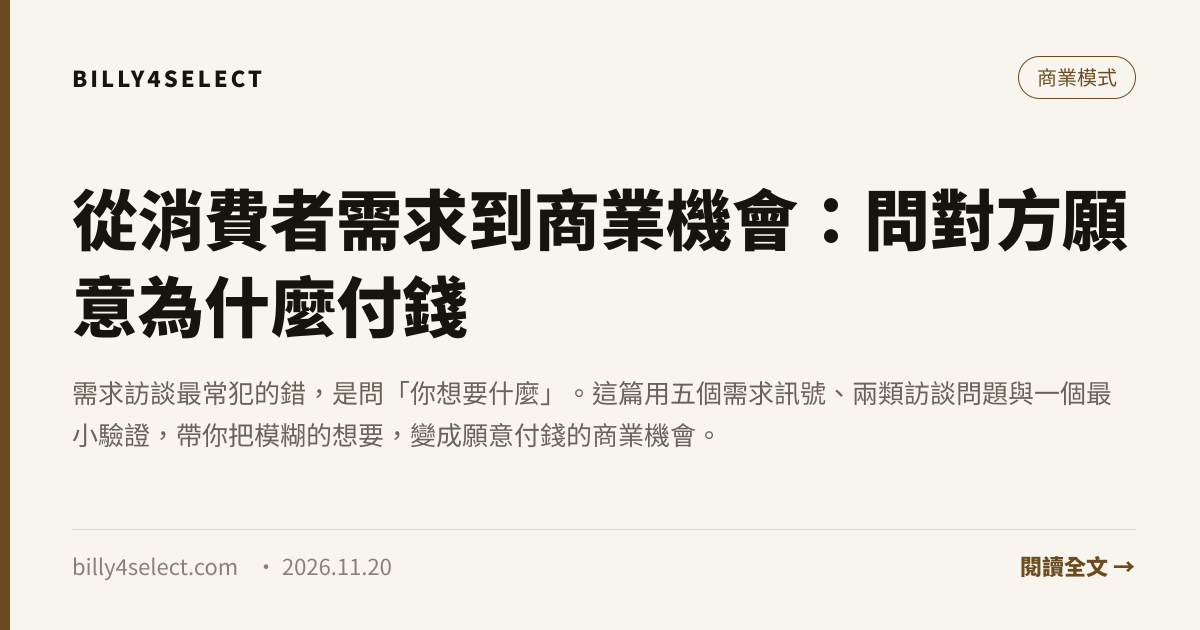 BILLY4SELECT
商業模式
從消費者需求到商業機會：問對方願
意為什麼付錢
需求訪談最常犯的錯，是問「你想要什麼」。這篇用五個需求訊號、兩類訪談問題與一個最
小驗證，帶你把模糊的想要，變成願意付錢的商業機會。
billy4select.com ・ 2026.11.20
閱讀全文 →